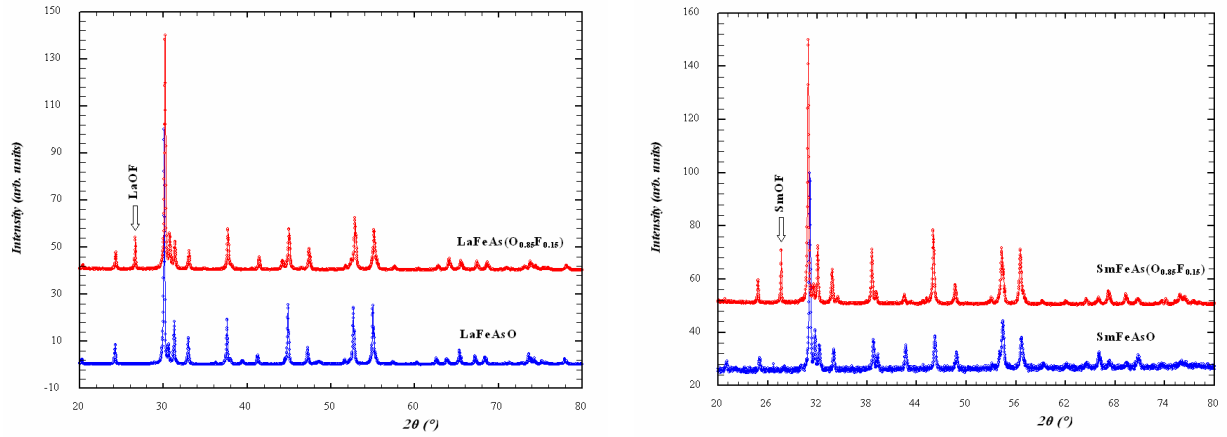 150
130
110
90
70
50
30
10
-10
Intensity (arb. units)
LaOF
LaFeAs(O0.85F0.15)
LaFeAsO
20 30 40 50 60 70 80
2θ (°)
160
140
120
100
80
60
40
20
Intensity (arb. units)
SmOF
SmFeAs(O0.85F0.15)
SmFeAsO
20 26 32 38 44 50 56 62 68 74 80
2θ (°)